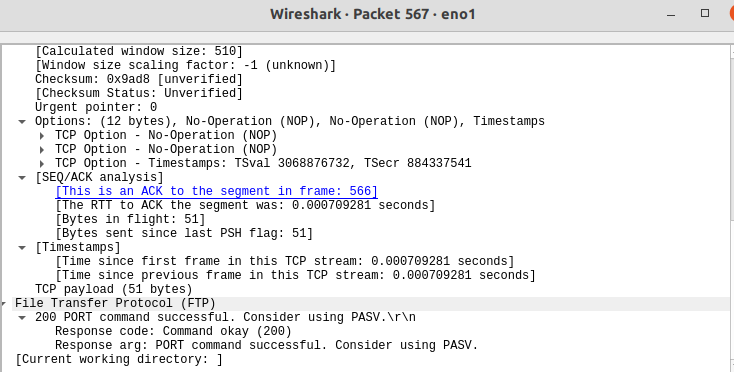 Wireshark · Packet 567 · eno1
[Calculated window size: 510]
[Window size scaling factor: -1 (unknown)]
Checksum: 0x9ad8 [unverified]
[Checksum Status: Unverified]
Urgent pointer: 0
Options: (12 bytes), No-Operation (NOP), No-Operation (NOP), Timestamps
TCP Option - No-Operation (NOP)
TCP Option - No-Operation (NOP)
TCP Option - Timestamps: TSval 3068876732, TSecr 884337541
[SEQ/ACK analysis]
[This is an ACK to the segment in frame: 566]
[The RTT to ACK the segment was: 0.000709281 seconds]
[Bytes in flight: 51]
[Bytes sent since last PSH flag: 51]
[Timestamps]
[Time since first frame in this TCP stream: 0.000709281 seconds]
[Time since previous frame in this TCP stream: 0.000709281 seconds]
TCP payload (51 bytes)
File Transfer Protocol (FTP)
200 PORT command successful. Consider using PASV.\r\n
Response code: Command okay (200)
Response arg: PORT command successful. Consider using PASV.
[Current working directory: ]